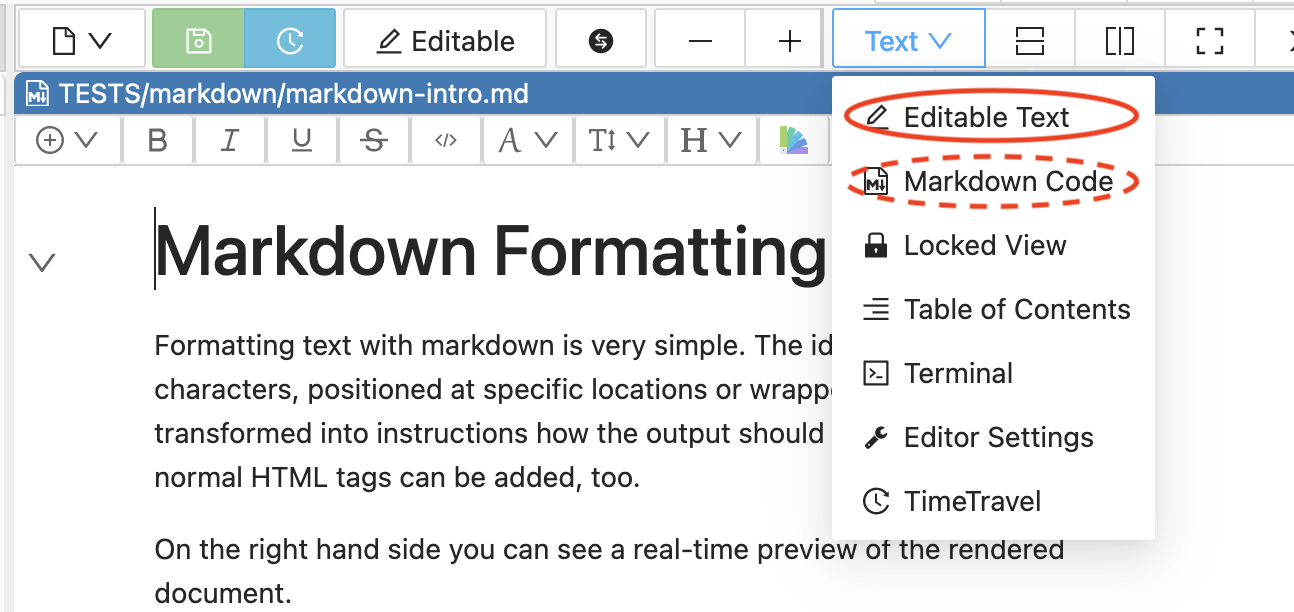 Editable
Text
TESTS/markdown/markdown-intro.md
B I U S </> A T H
Editable Text
Markdown Code
Locked View
Table of Contents
Terminal
Editor Settings
TimeTravel
Markdown Formatting
Formatting text with markdown is very simple. The
characters, positioned at specific locations or
transformed into instructions how the output should
normal HTML tags can be added, too.
On the right hand side you can see a real-time preview of the rendered
document.